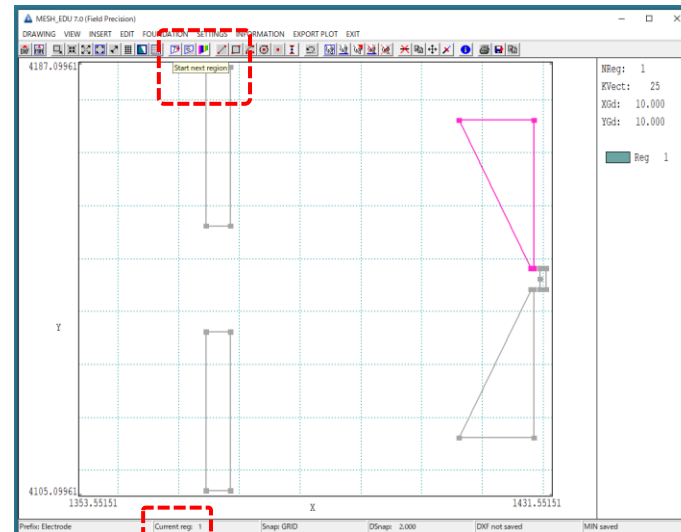 MESH_EDU 7.0 (Field Precision)
DRAWING VIEW INSERT EDIT FOUNDATION SETTINGS INFORMATION EXPORT PLOT EXIT
Start next region
4187.09961
NReg: 1
KVect: 25
XGd: 10.000
YGd: 10.000
Reg 1
Y
4105.09961
1353.55151
X
1431.55151
Prefix: Electrode Current reg: 1 Snap: GRID DSnap: 2.000 DXF not saved MIN saved